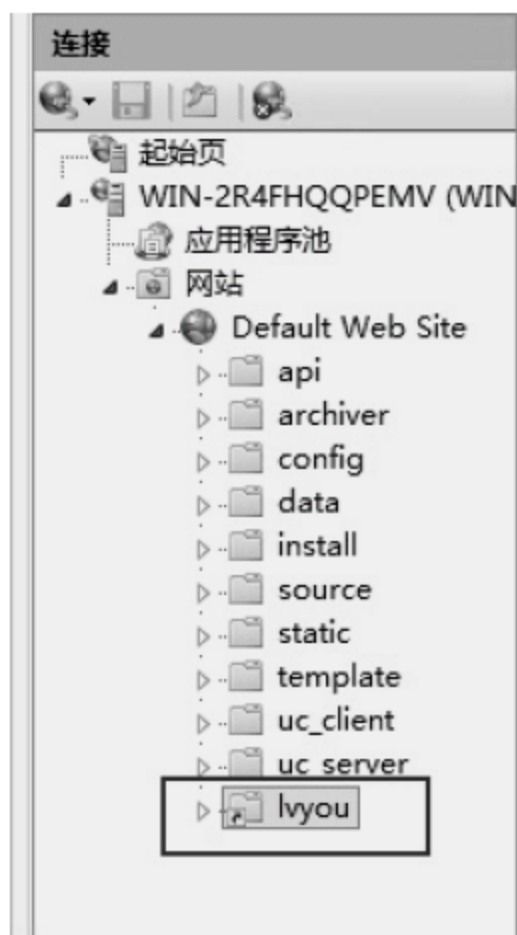 连接
起始页
WIN-2R4FHQQPEMV (WIN
应用程序池
网站
Default Web Site
api
archiver
config
data
install
source
static
template
uc_client
uc_server
lvyou